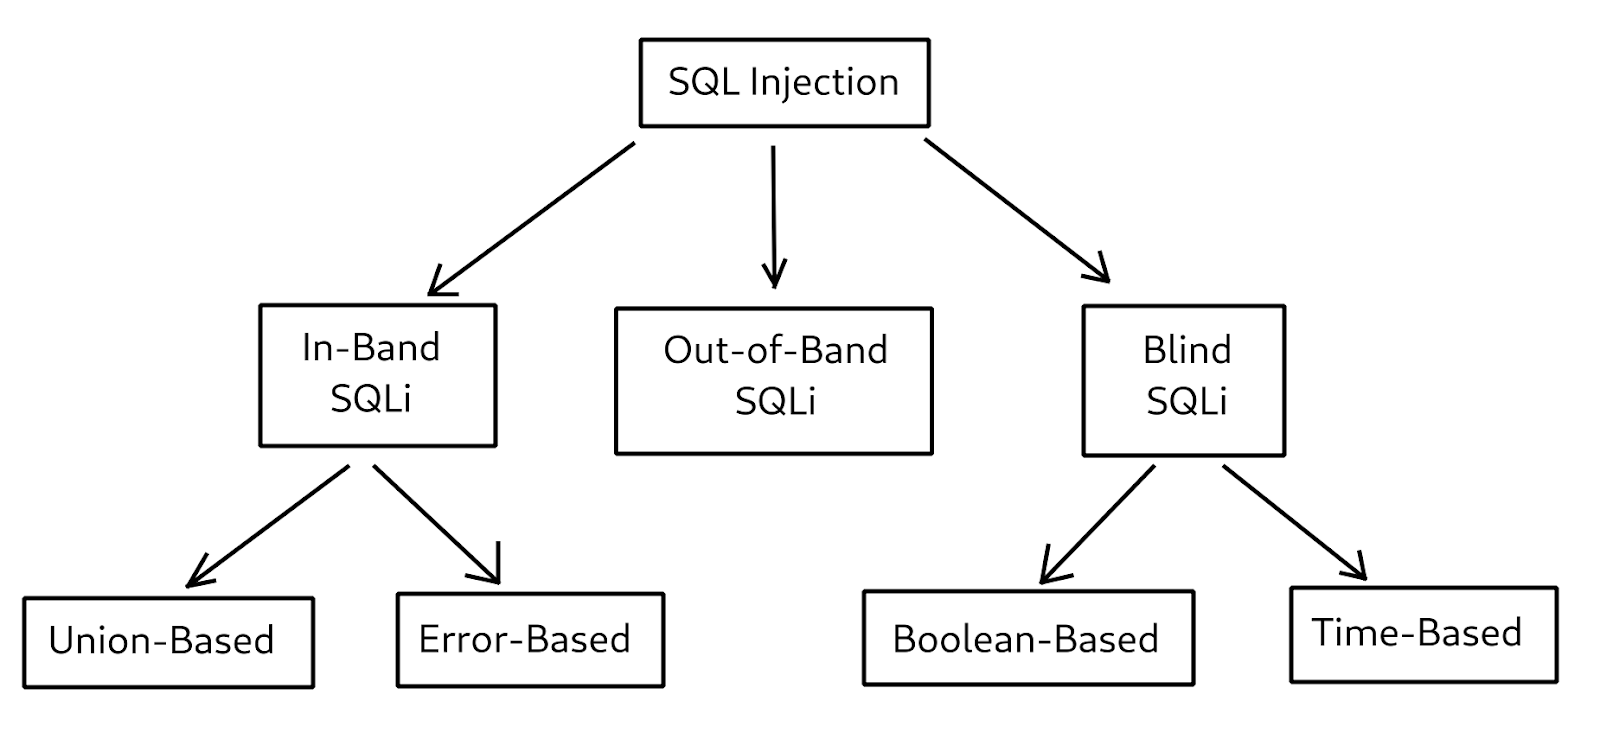 SQL Injection
In-Band
SQLi
Out-of-Band
SQLi
Blind
SQLi
Union-Based
Error-Based
Boolean-Based
Time-Based